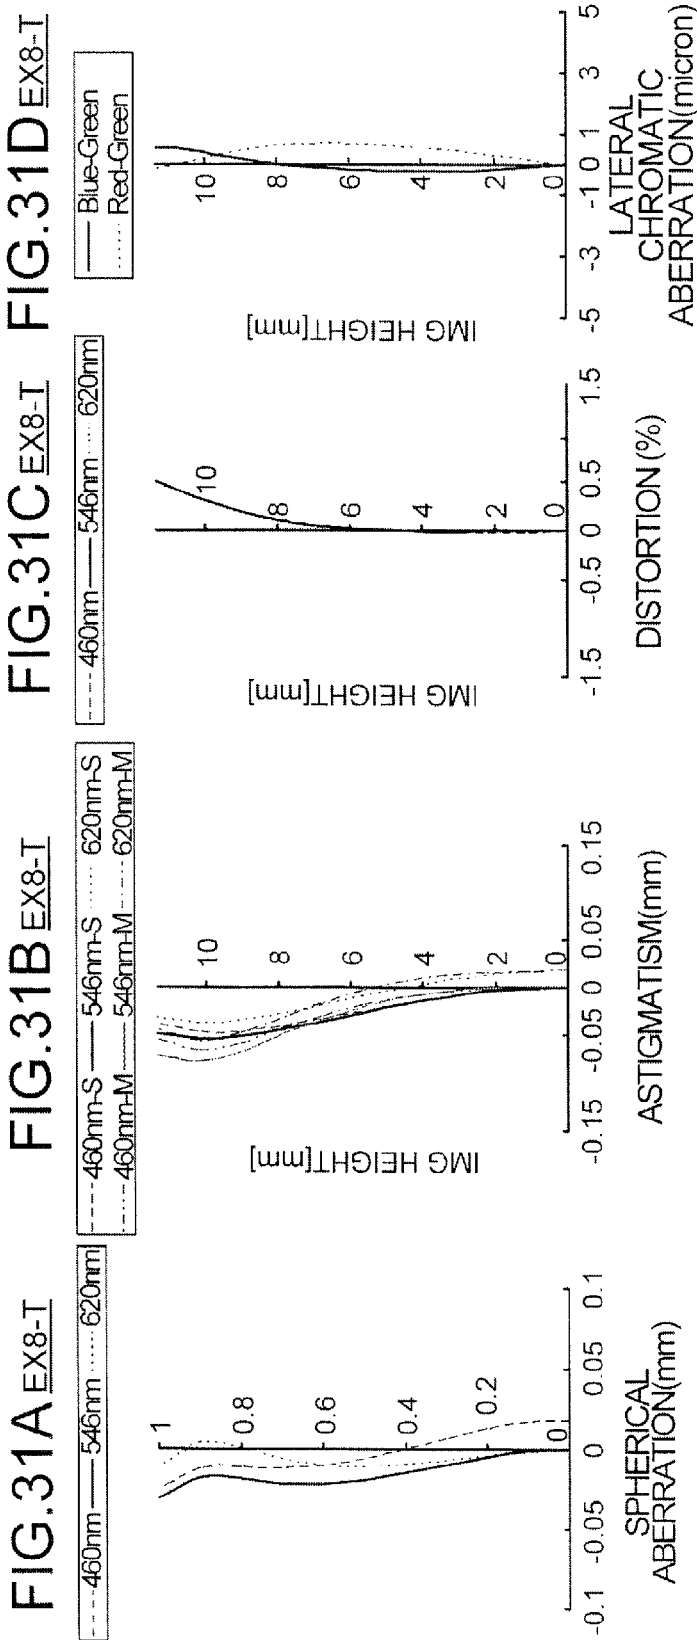 FIG.31A EX8-T
--- 460nm —— 546nm ······ 620nm
1
0.8
0.6
0.4
0.2
0
-0.1 -0.05 0 0.05 0.1
SPHERICAL
ABERRATION(mm)
FIG.31B EX8-T
--- 460nm-S —— 546nm-S ······ 620nm-S
-··- 460nm-M —— 546nm-M -·-· 620nm-M
IMG HEIGHT[mm]
10
8
6
4
2
0
-0.15 -0.05 0 0.05 0.15
ASTIGMATISM(mm)
FIG.31C EX8-T
--- 460nm —— 546nm ······ 620nm
IMG HEIGHT[mm]
10
8
6
4
2
0
-1.5 -0.5 0 0.5 1.5
DISTORTION (%)
FIG.31D EX8-T
—— Blue-Green
······ Red-Green
IMG HEIGHT[mm]
10
8
6
4
2
0
-5 -3 -1 0 1 3 5
LATERAL
CHROMATIC
ABERRATION(micron)